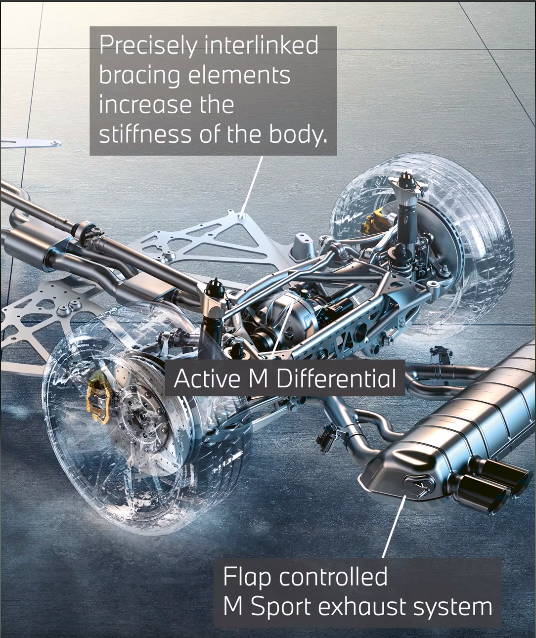 Precisely interlinked
bracing elements
increase the
stiffness of the body.
Active M Differential
Flap controlled
M Sport exhaust system